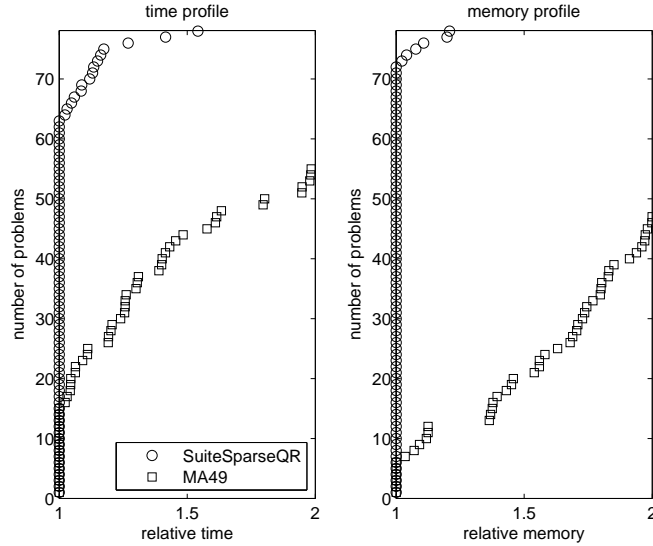 time profile
number of problems
70
60
50
40
30
20
10
0
1
1.5
2
relative time
SuiteSparseQR
MA49
memory profile
number of problems
70
60
50
40
30
20
10
0
1
1.5
2
relative memory